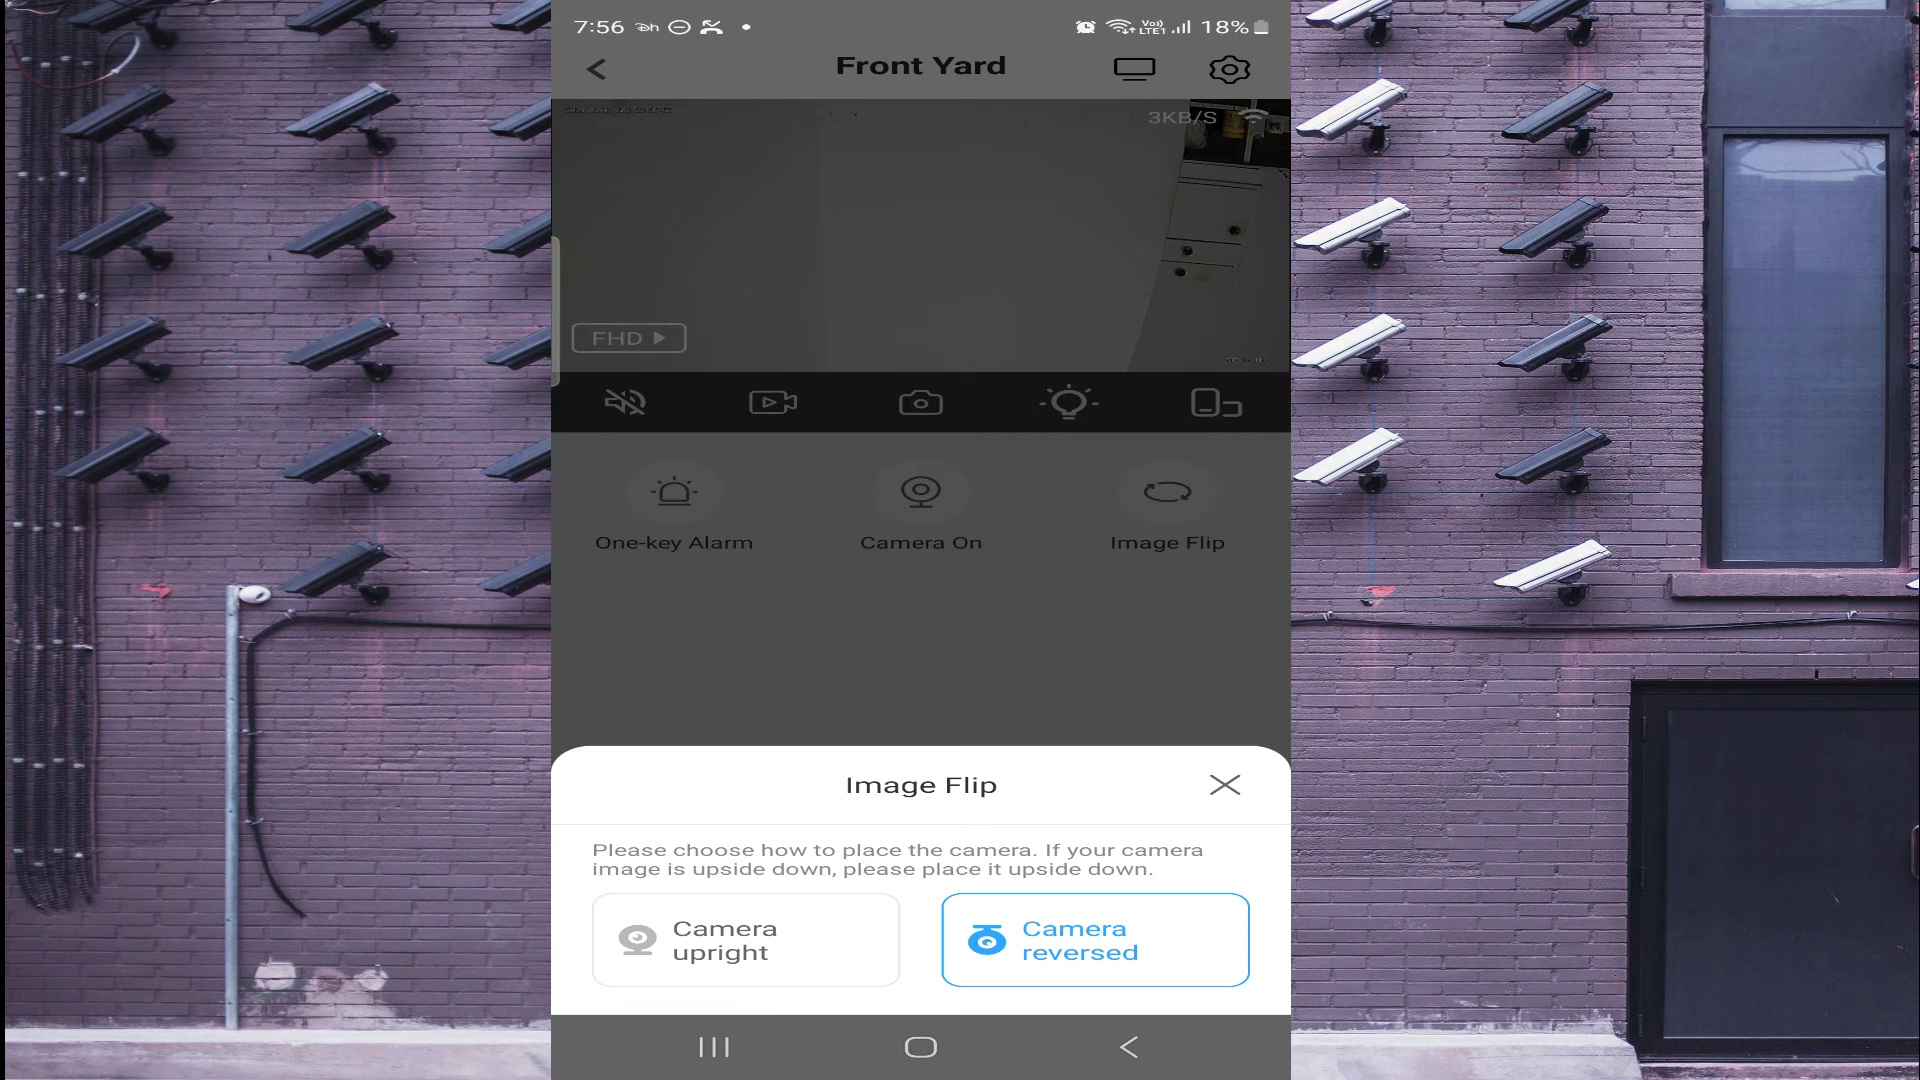 7:56
Vo))
LTE1
18%
Front Yard
3KB/S
FHD
One-key Alarm
Camera On
Image Flip
Image Flip
Please choose how to place the camera. If your camera
image is upside down, please place it upside down.
Camera
upright
Camera
reversed